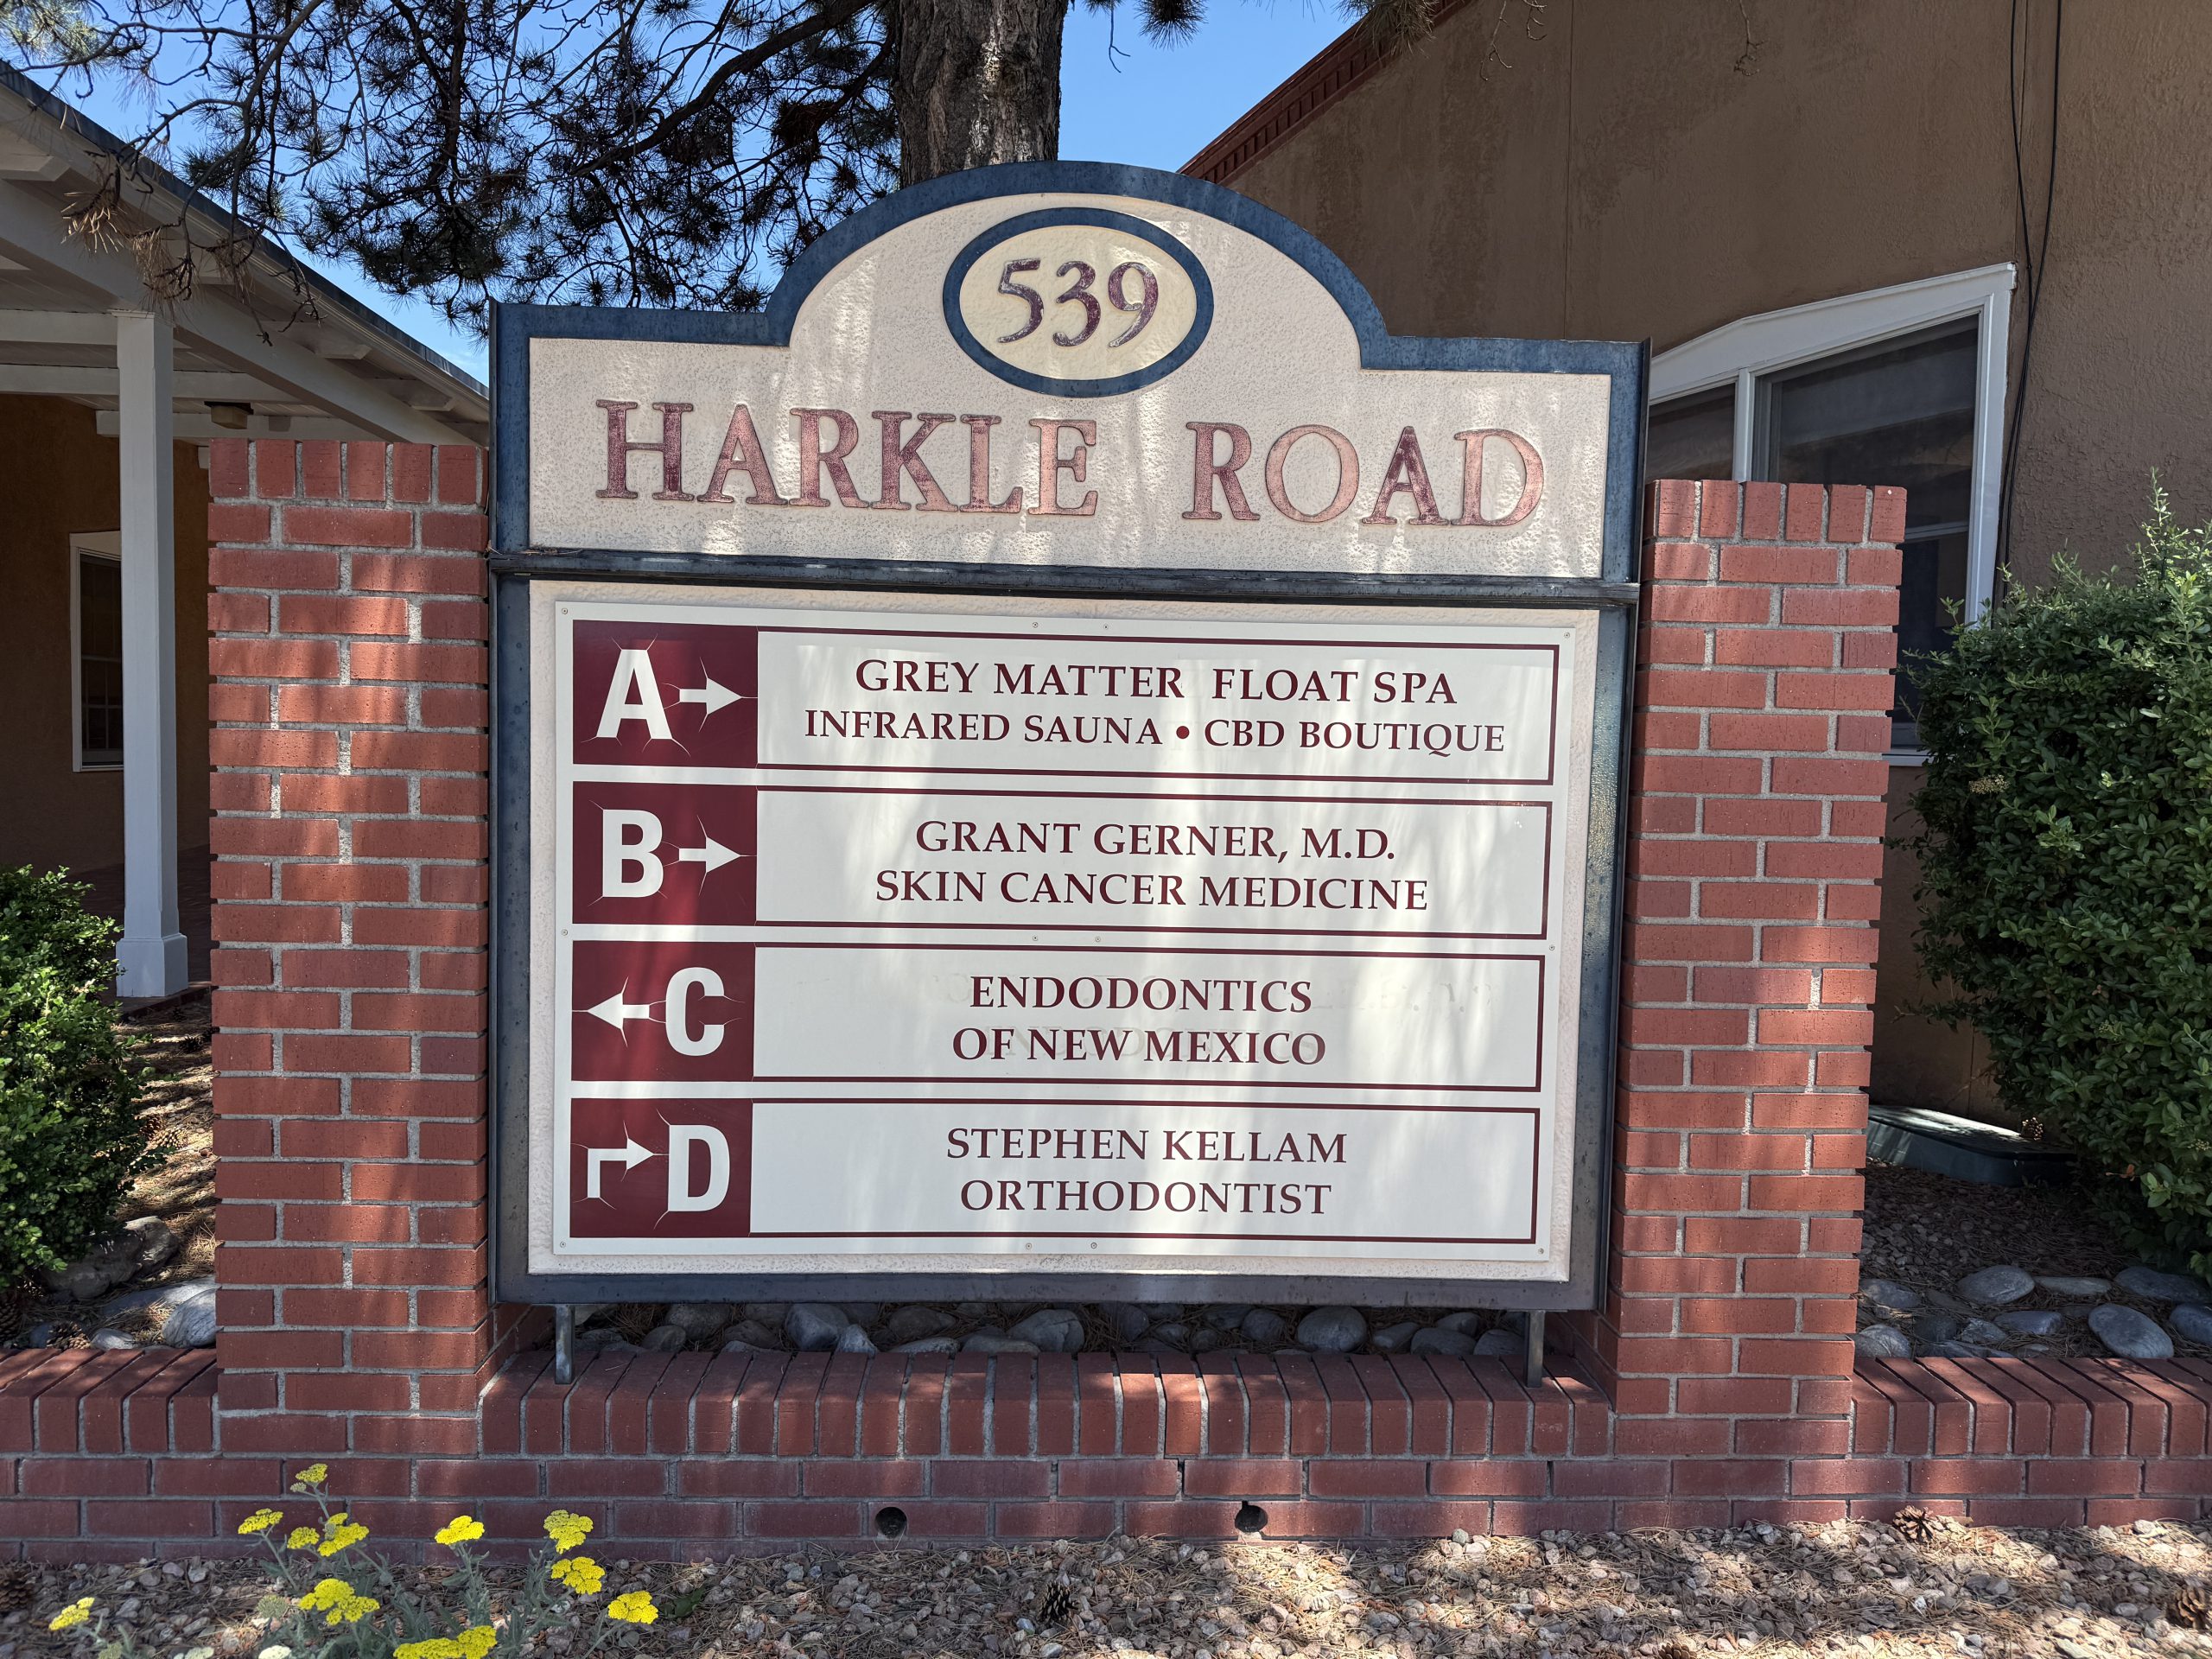 539
HARKLE ROAD
A
GREY MATTER FLOAT SPA
INFRARED SAUNA • CBD BOUTIQUE
B
GRANT GERNER, M.D.
SKIN CANCER MEDICINE
C
ENDODONTICS
OF NEW MEXICO
D
STEPHEN KELLAM
ORTHODONTIST